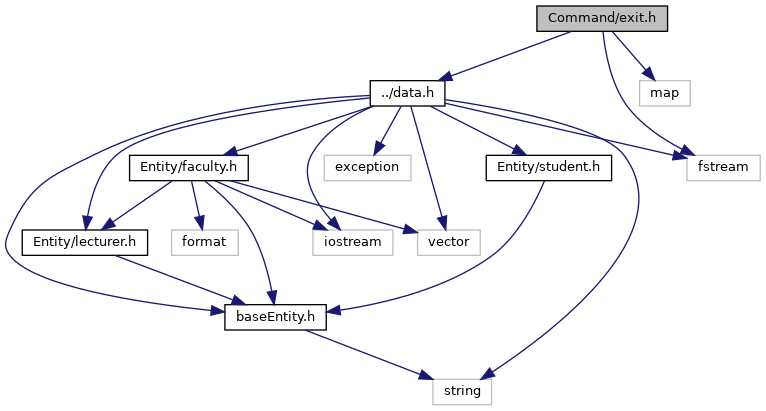 Command/exit.h
../data.h
map
Entity/faculty.h
exception
Entity/student.h
fstream
Entity/lecturer.h
format
iostream
vector
baseEntity.h
string